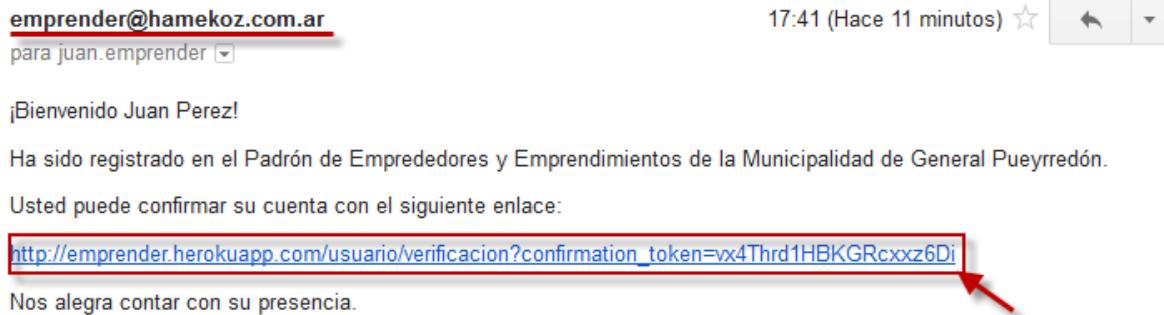 emprender@hamekoz.com.ar
17:41 (Hace 11 minutos)
para juan.emprender
¡Bienvenido Juan Perez!
Ha sido registrado en el Padrón de Emprededores y Emprendimientos de la Municipalidad de General Pueyrredón.
Usted puede confirmar su cuenta con el siguiente enlace:
http://emprender.herokuapp.com/usuario/verificacion?confirmation_token=vx4Thrd1HBKGRcxxz6Di
Nos alegra contar con su presencia.